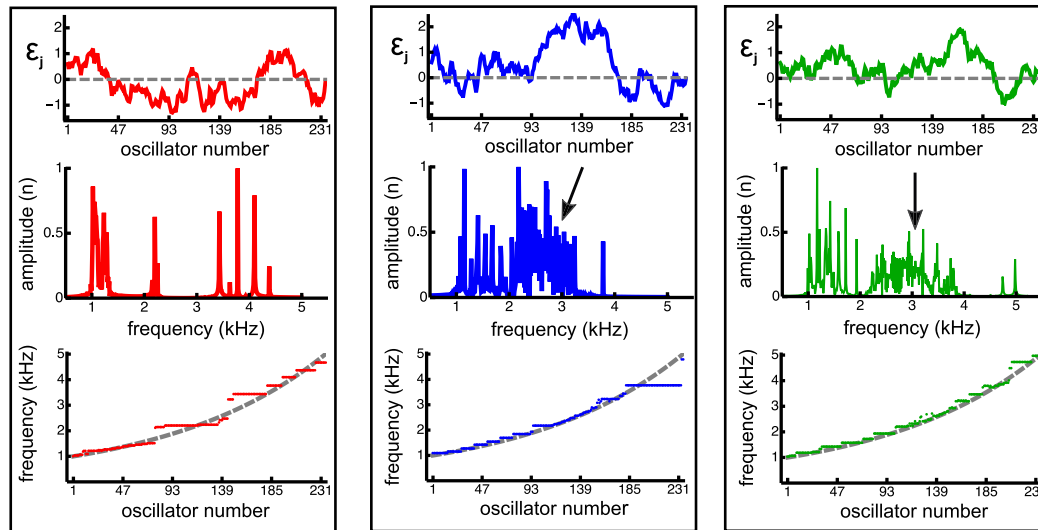 εj
2
1
0
−1
1 47 93 139 185 231
oscillator number
amplitude (n)
1
0.5
0
1 2 3 4 5
frequency (kHz)
frequency (kHz)
5
4
3
2
1
1 47 93 139 185 231
oscillator number
εj
2
1
0
−1
1 47 93 139 185 231
oscillator number
amplitude (n)
1
0.5
0
1 2 3 4 5
frequency (kHz)
frequency (kHz)
5
4
3
2
1
1 47 93 139 185 231
oscillator number
εj
2
1
0
−1
1 47 93 139 185 23
oscillator number
amplitude (n)
1
0.5
0
1 2 3 4 5
frequency (kHz)
frequency (kHz)
5
4
3
2
1
1 47 93 139 185 23
oscillator number